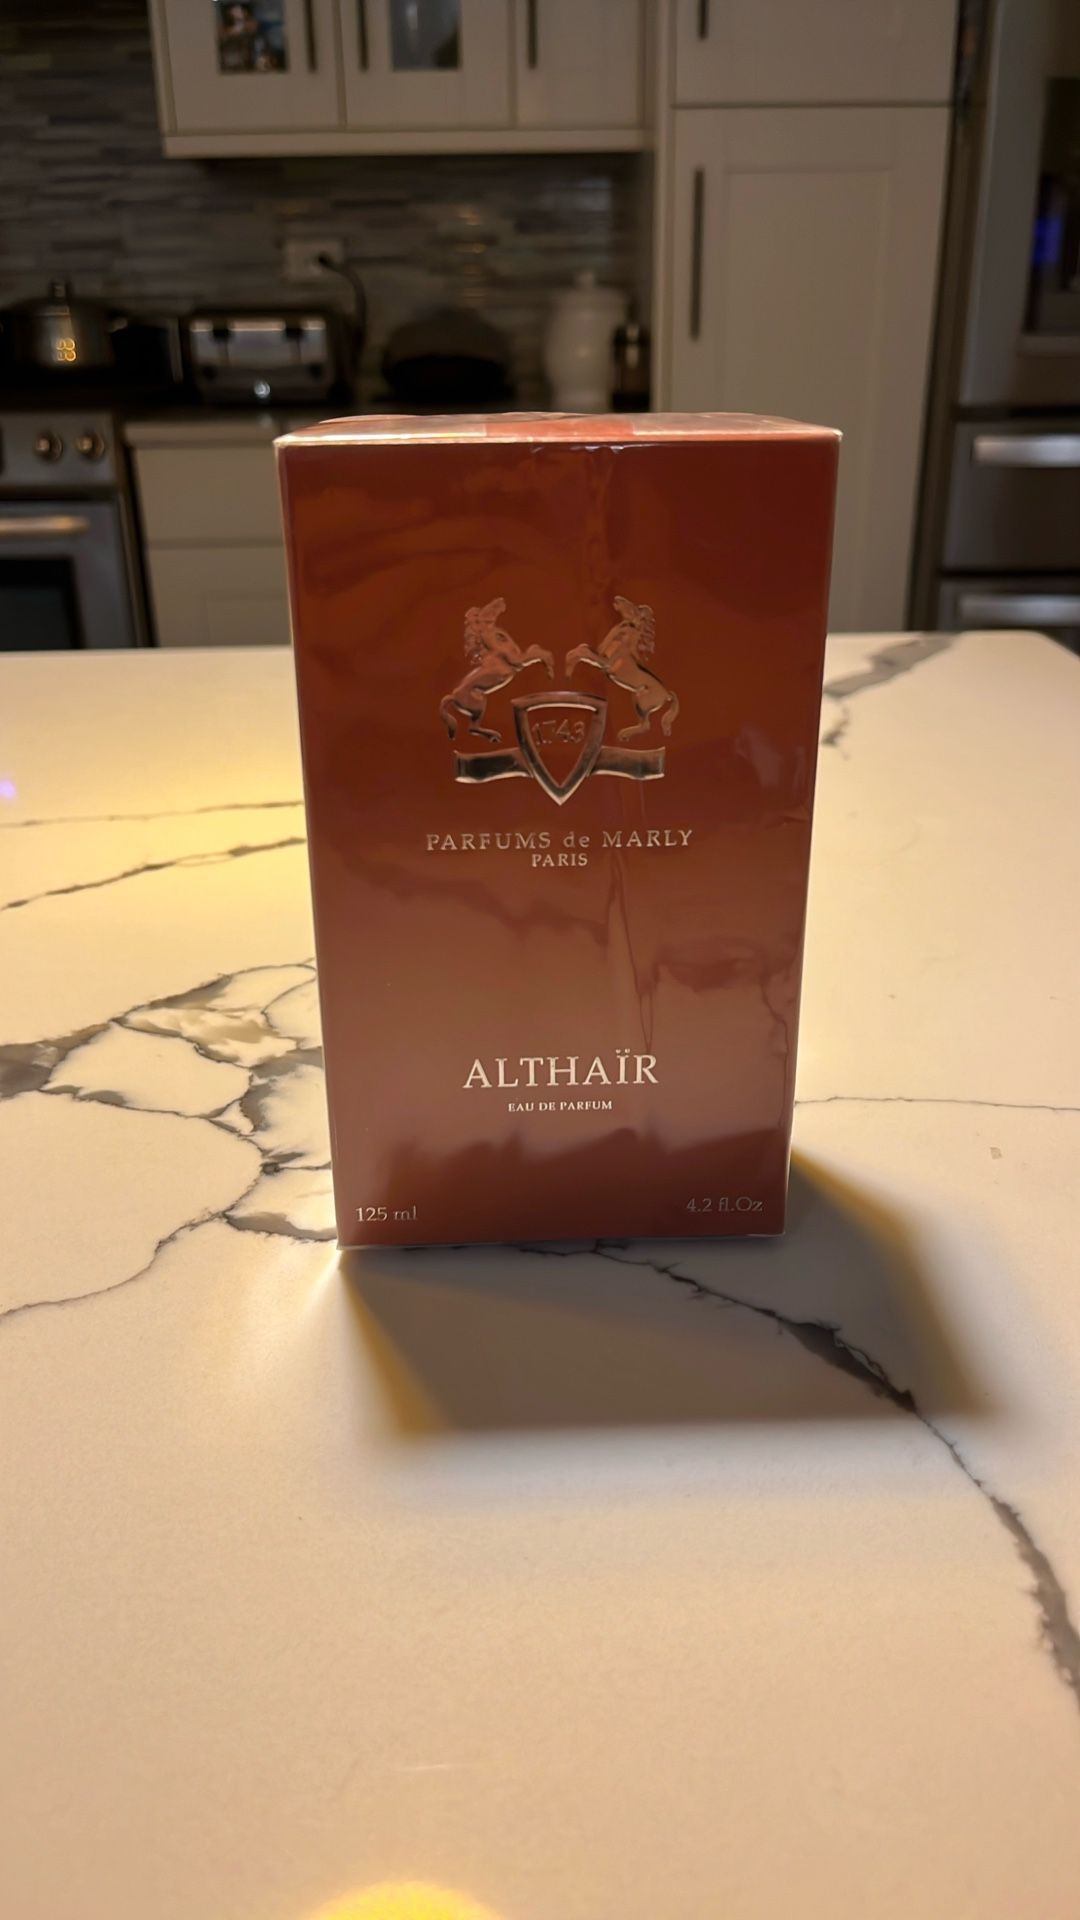 1743
PARFUMS de MARLY
PARIS
ALTHAÏR
EAU DE PARFUM
125 ml
4.2 fl.Oz